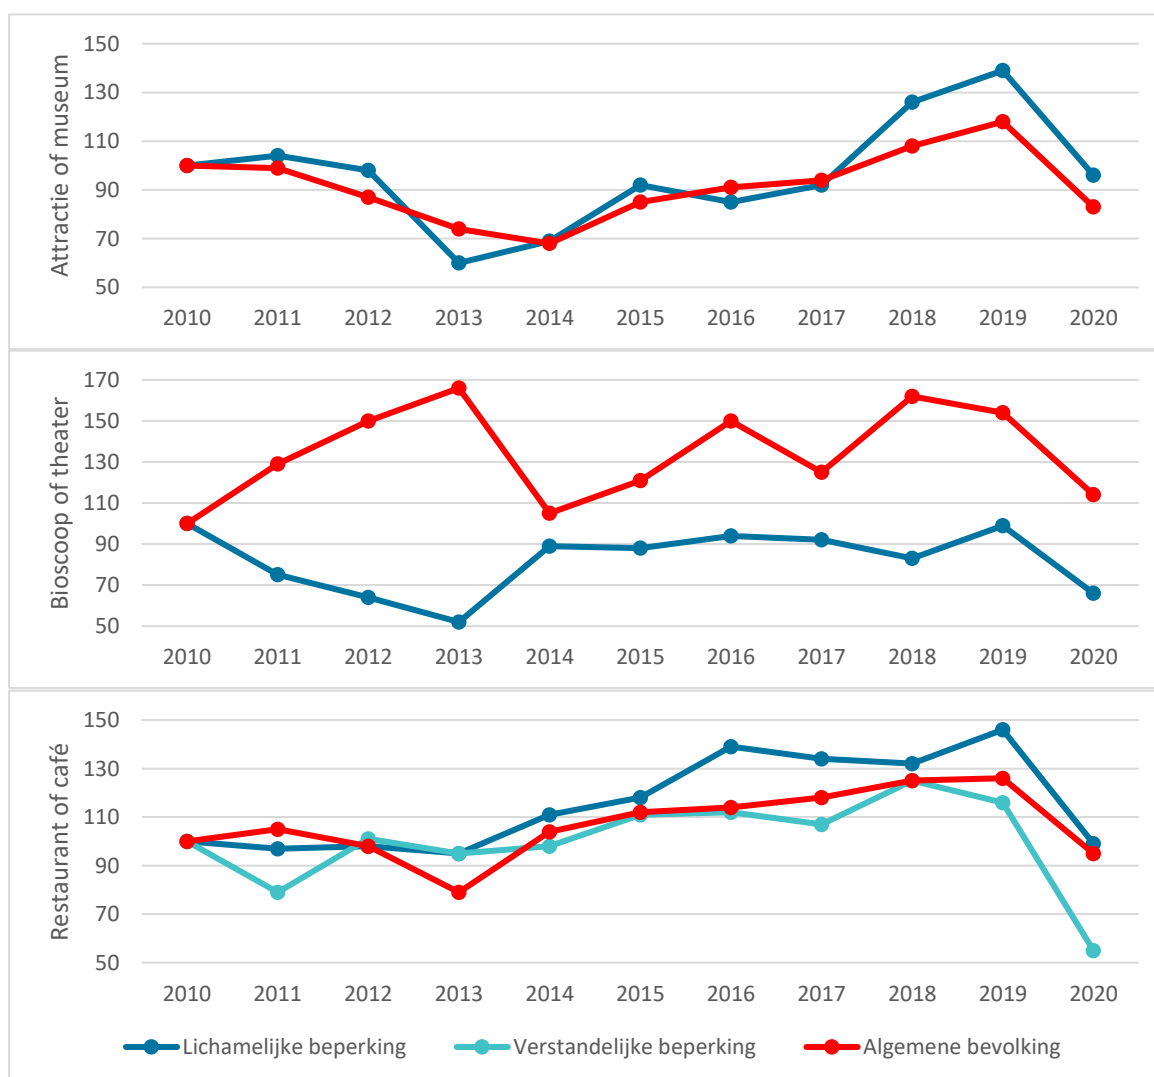 Attractie of museum
150
130
110
90
70
50
2010 2011 2012 2013 2014 2015 2016 2017 2018 2019 2020
Bioscoop of theater
170
150
130
110
90
70
50
2010 2011 2012 2013 2014 2015 2016 2017 2018 2019 2020
Restaurant of café
150
130
110
90
70
50
2010 2011 2012 2013 2014 2015 2016 2017 2018 2019 2020
Lichamelijke beperking Verstandelijke beperking Algemene bevolking